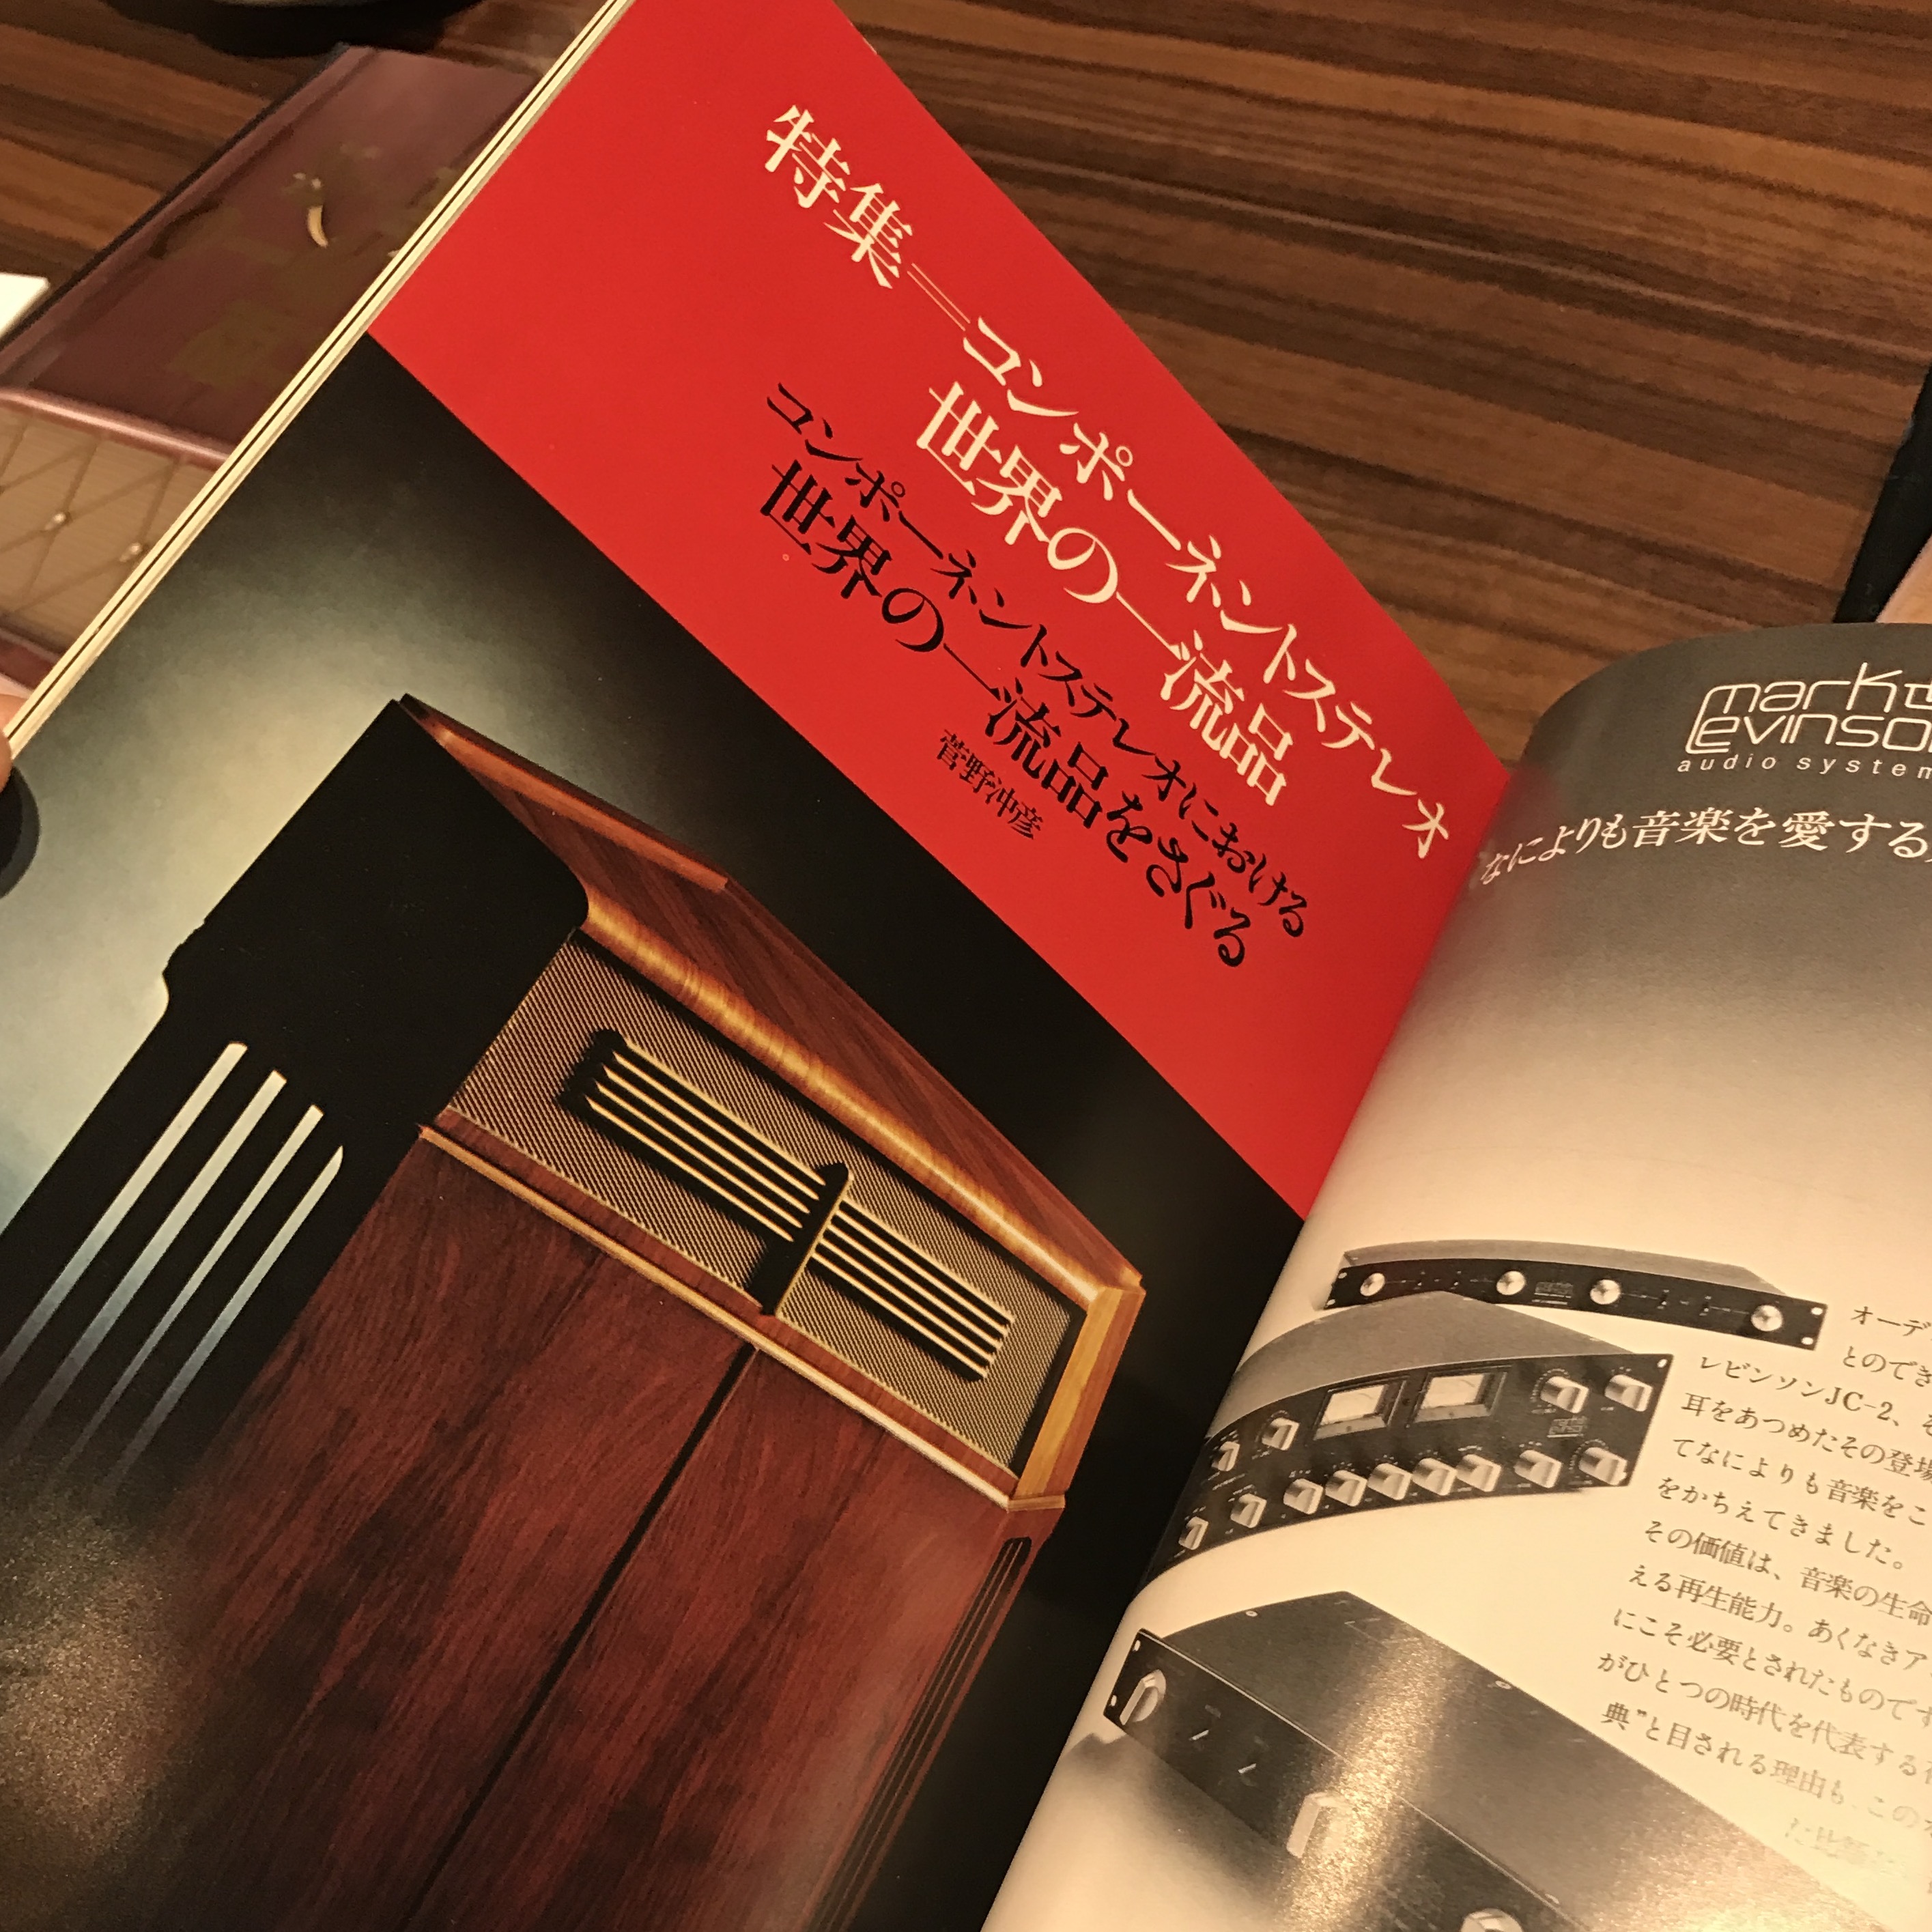 特集＝コンポーネントステレオ
世界の一流品
コンポーネントステレオにおける
世界の一流品をさぐる
菅野沖彦
mark
levinson
audio system
なによりも音楽を愛する
オーデ
とのでき
レビンソンJC-2、そ
耳をあつめたその登場
てなによりも音楽をこ
をかちえてきました。
その価値は、音楽の生命
える再生能力。あくなきア
にこそ必要とされたものです
がひとつの時代を代表する
典”と目される理由も、この